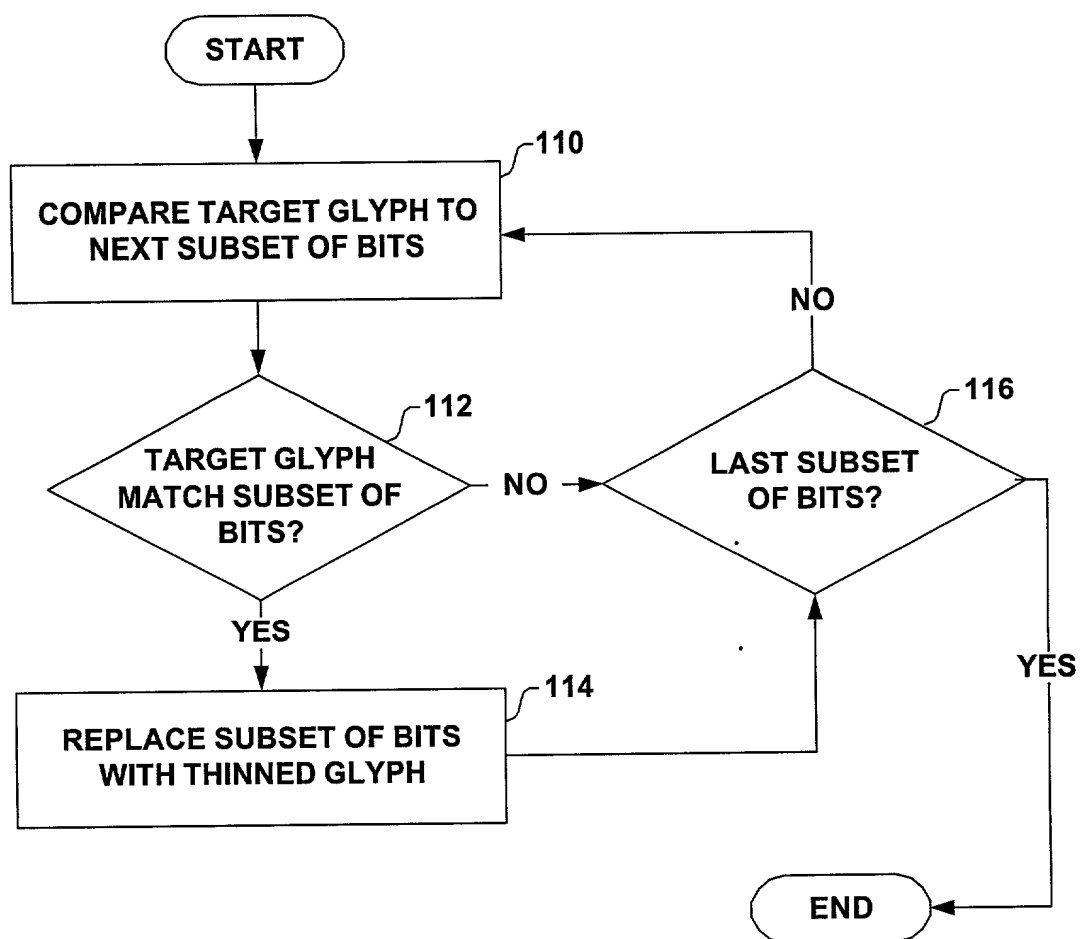 START
110
COMPARE TARGET GLYPH TO
NEXT SUBSET OF BITS
NO
112
TARGET GLYPH
MATCH SUBSET OF
BITS?
NO
116
LAST SUBSET
OF BITS?
YES
YES
114
REPLACE SUBSET OF BITS
WITH THINNED GLYPH
END